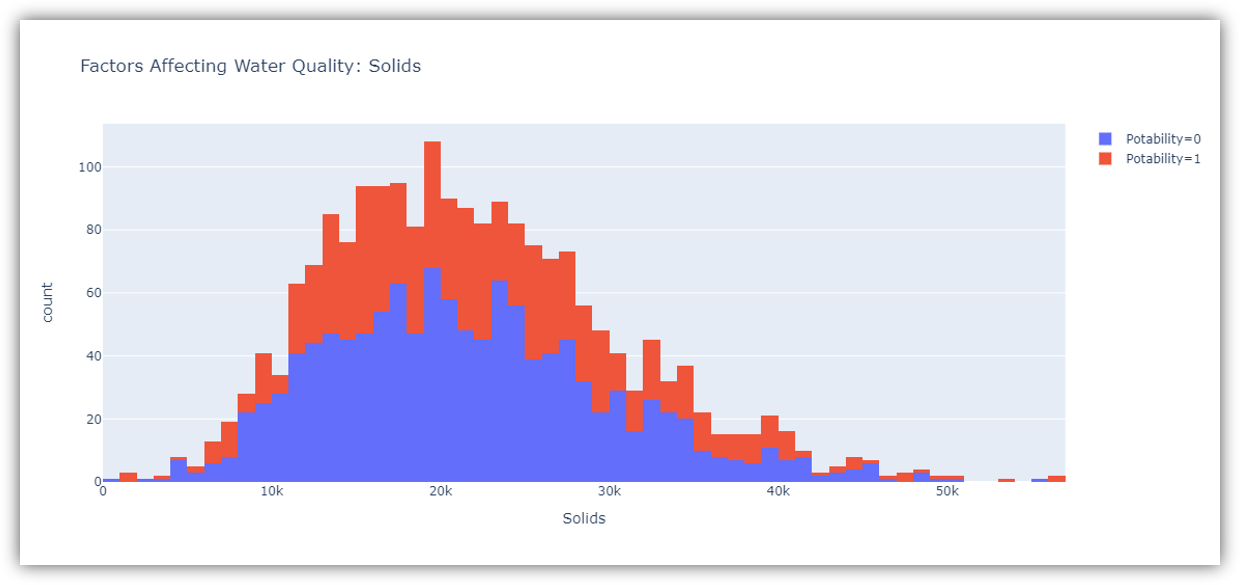 Factors Affecting Water Quality: Solids
Potability=0
Potability=1
100
80
60
40
20
0
count
0 10k 20k 30k 40k 50k
Solids